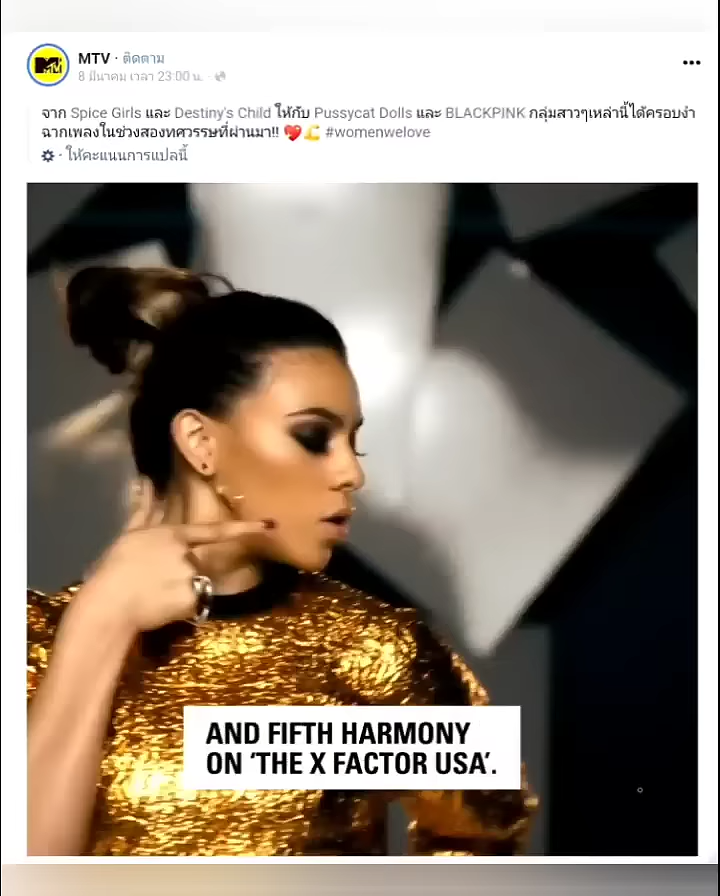 MTV · ติดตาม
8 มีนาคม เวลา 23:00 น. ·
จาก Spice Girls และ Destiny's Child ให้กับ Pussycat Dolls และ BLACKPINK กลุ่มสาวๆเหล่านี้ได้ครอบงำ
ฉากเพลงในช่วงสองทศวรรษที่ผ่านมา!! 💖💪 #womenwelove
· ให้คะแนนการแปลนี้
AND FIFTH HARMONY
ON ‘THE X FACTOR USA’.